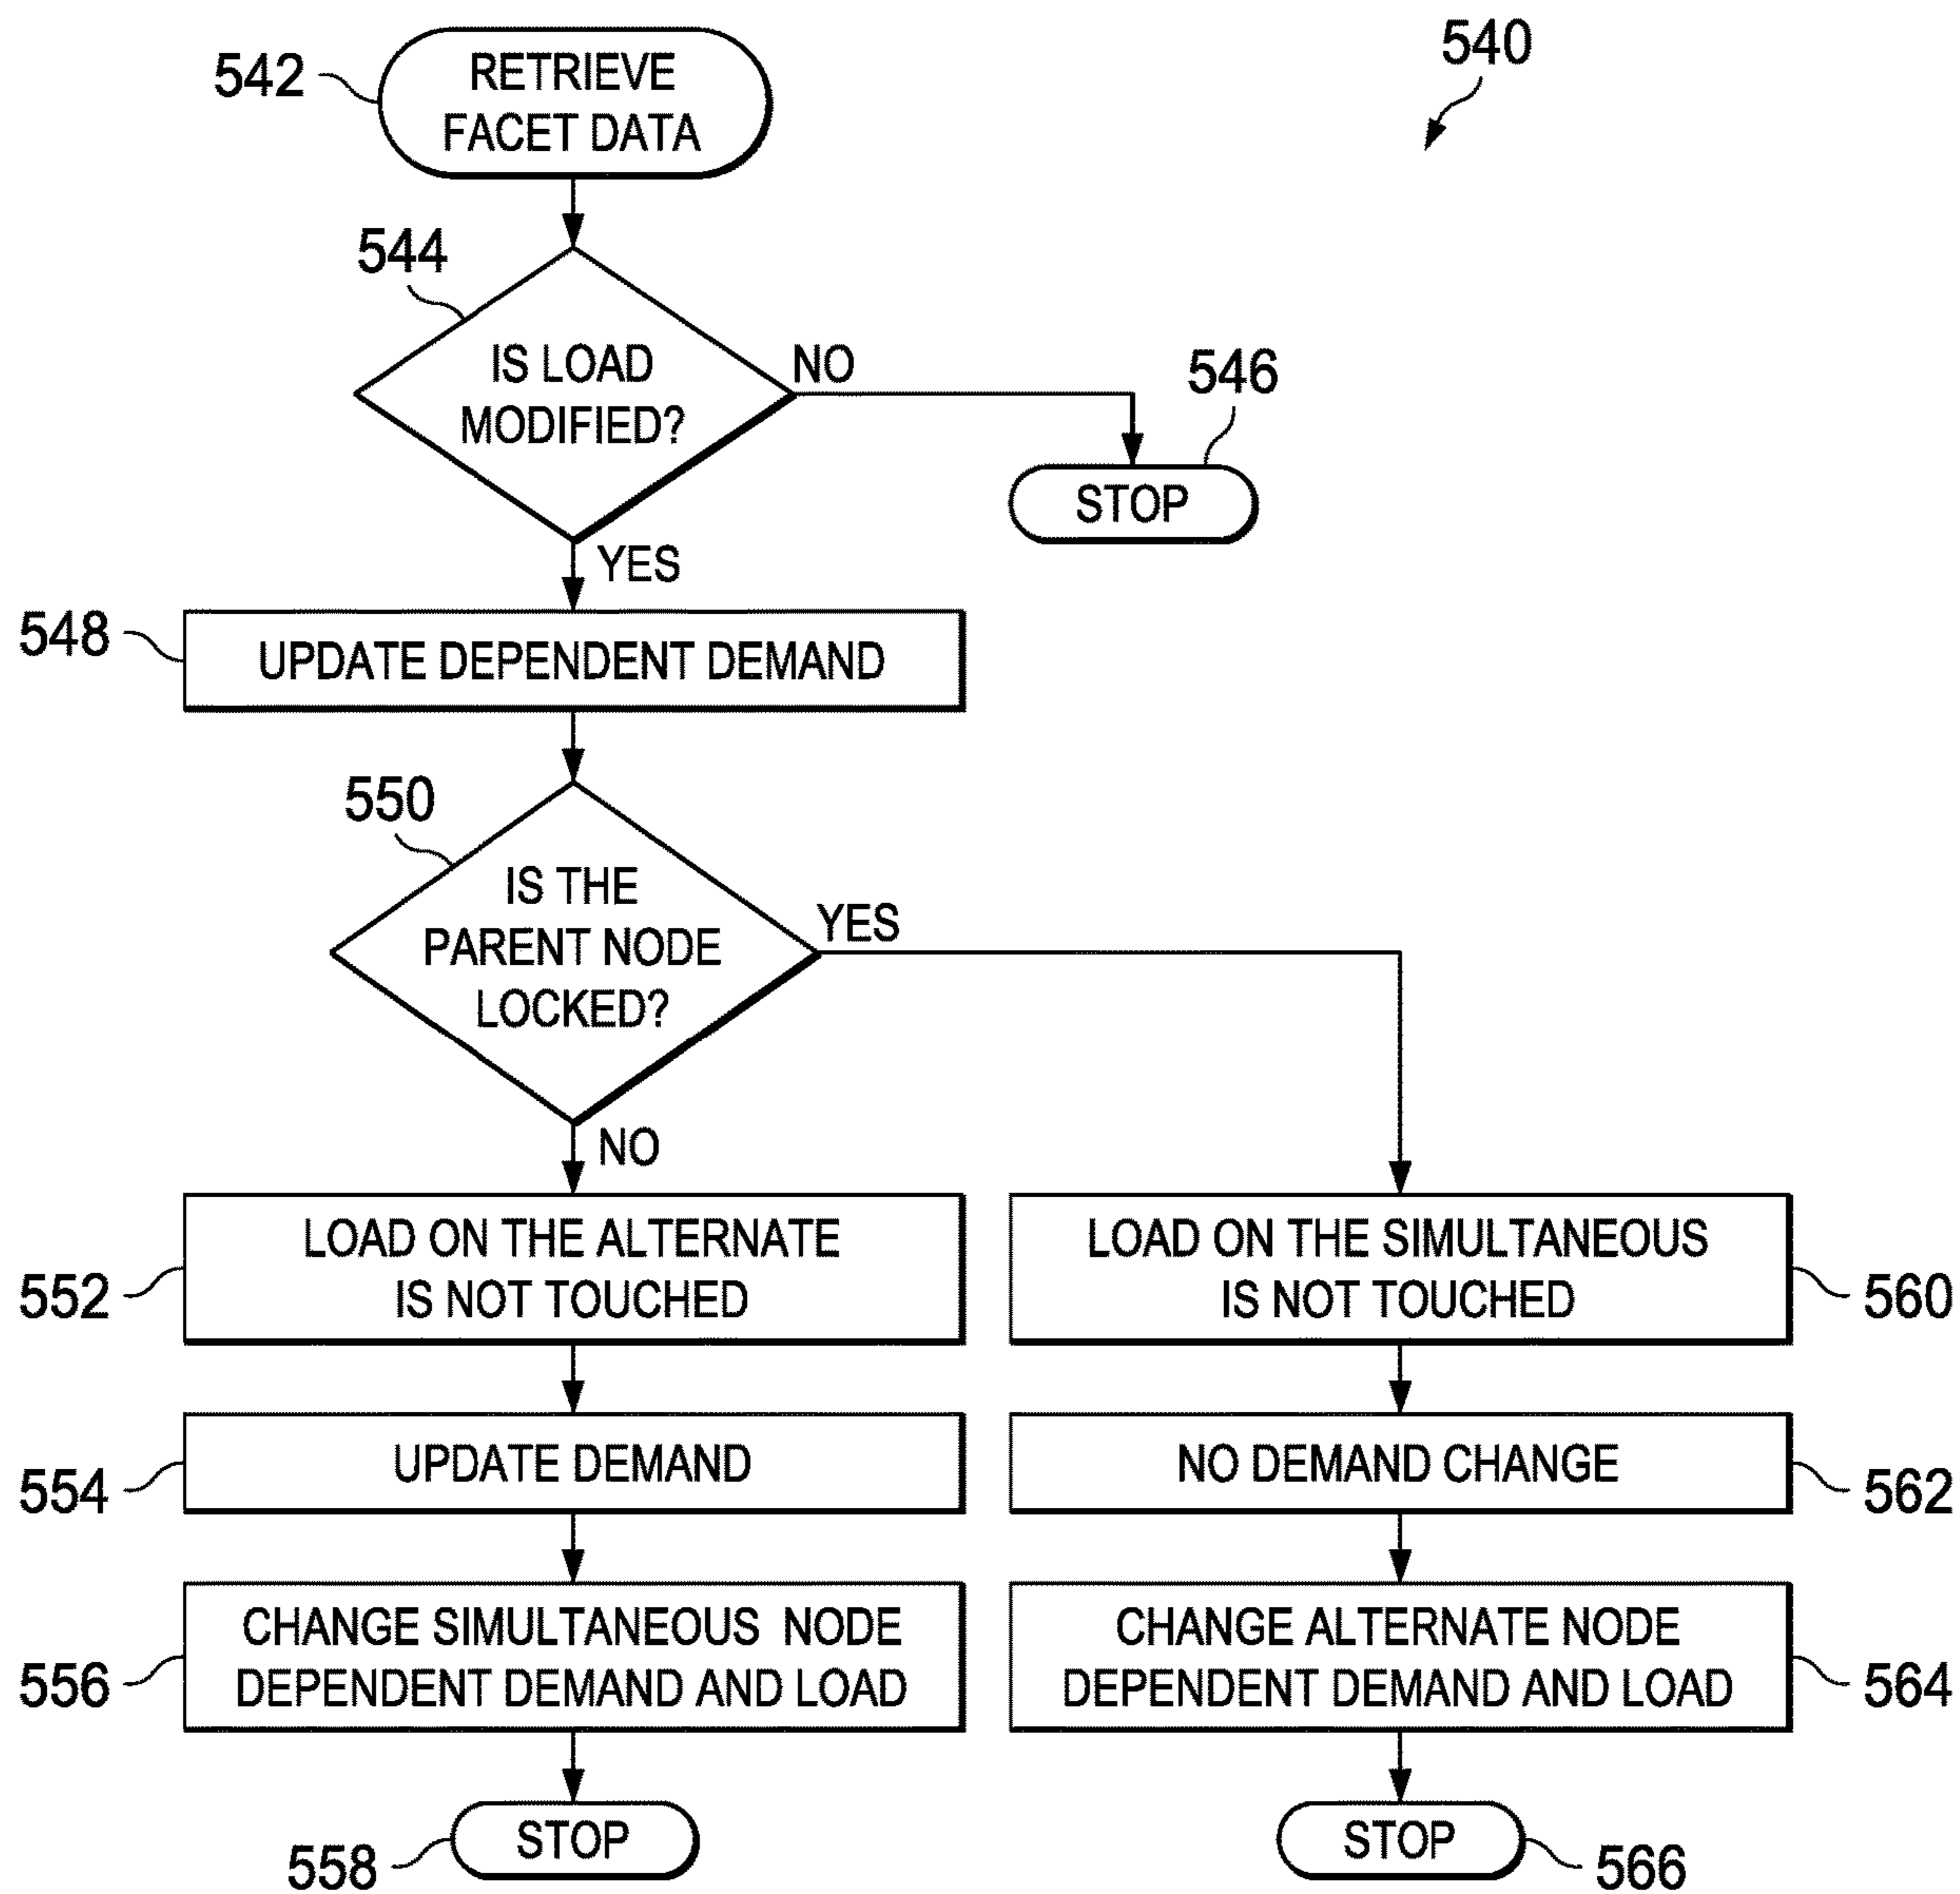 540
542
RETRIEVE
FACET DATA
544
IS LOAD
MODIFIED?
NO
546
STOP
YES
548
UPDATE DEPENDENT DEMAND
550
IS THE
PARENT NODE
LOCKED?
YES
NO
552
LOAD ON THE ALTERNATE
IS NOT TOUCHED
LOAD ON THE SIMULTANEOUS
IS NOT TOUCHED
560
554
UPDATE DEMAND
NO DEMAND CHANGE
562
556
CHANGE SIMULTANEOUS NODE
DEPENDENT DEMAND AND LOAD
CHANGE ALTERNATE NODE
DEPENDENT DEMAND AND LOAD
564
558
STOP
STOP
566